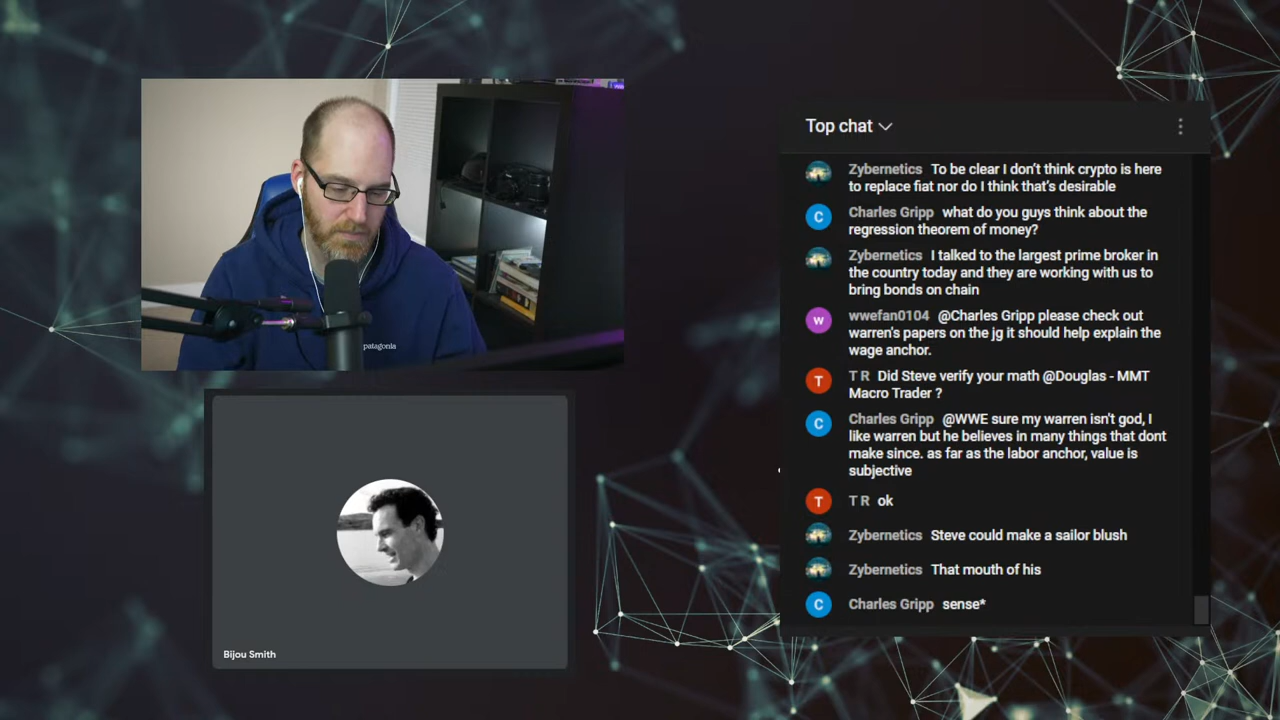 patagonia
Bijou Smith
Top chat
Zybernetics To be clear I don't think crypto is here
to replace fiat nor do I think that's desirable
C
Charles Gripp what do you guys think about the
regression theorem of money?
Zybernetics I talked to the largest prime broker in
the country today and they are working with us to
bring bonds on chain
w
wwefan0104 @Charles Gripp please check out
warren's papers on the jg it should help explain the
wage anchor.
T
T R Did Steve verify your math @Douglas - MMT
Macro Trader ?
C
Charles Gripp @WWE sure my warren isn't god, I
like warren but he believes in many things that dont
make since. as far as the labor anchor, value is
subjective
T
T R ok
Zybernetics Steve could make a sailor blush
Zybernetics That mouth of his
C
Charles Gripp sense*